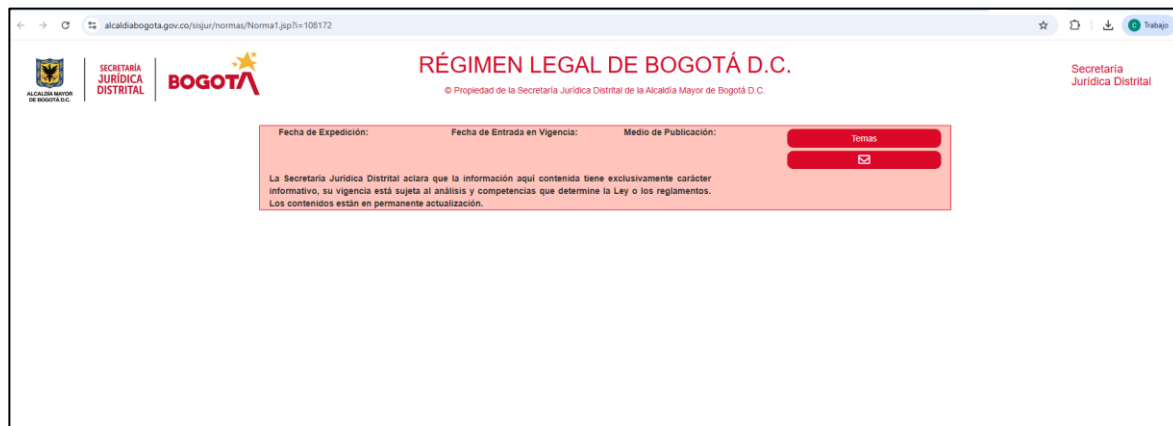 alcaldiabogota.gov.co/sisjur/normas/Norma1.jsp?i=108172
Trabajo
ALCALDÍA MAYOR
DE BOGOTÁ D.C.
SECRETARÍA
JURÍDICA
DISTRITAL
BOGOTÁ
RÉGIMEN LEGAL DE BOGOTÁ D.C.
© Propiedad de la Secretaría Jurídica Distrital de la Alcaldía Mayor de Bogotá D.C.
Secretaría
Jurídica Distrital
Fecha de Expedición:
Fecha de Entrada en Vigencia:
Medio de Publicación:
Temas
La Secretaría Jurídica Distrital aclara que la información aquí contenida tiene exclusivamente carácter
informativo, su vigencia está sujeta al análisis y competencias que determine la Ley o los reglamentos.
Los contenidos están en permanente actualización.